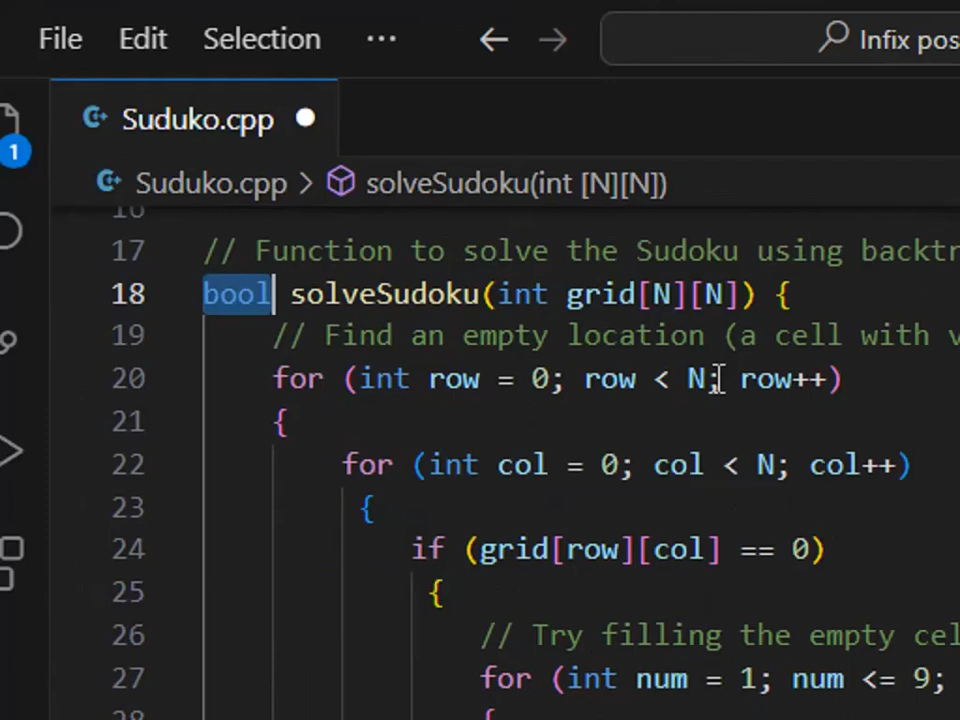 File Edit Selection ··· Infix pos
Suduko.cpp
1
Suduko.cpp > solveSudoku(int [N][N])
16
17 // Function to solve the Sudoku using backtr
18 bool solveSudoku(int grid[N][N]) {
19 // Find an empty location (a cell with v
20 for (int row = 0; row < N; row++)
21 {
22 for (int col = 0; col < N; col++)
23 {
24 if (grid[row][col] == 0)
25 {
26 // Try filling the empty cel
27 for (int num = 1; num <= 9;
28 {